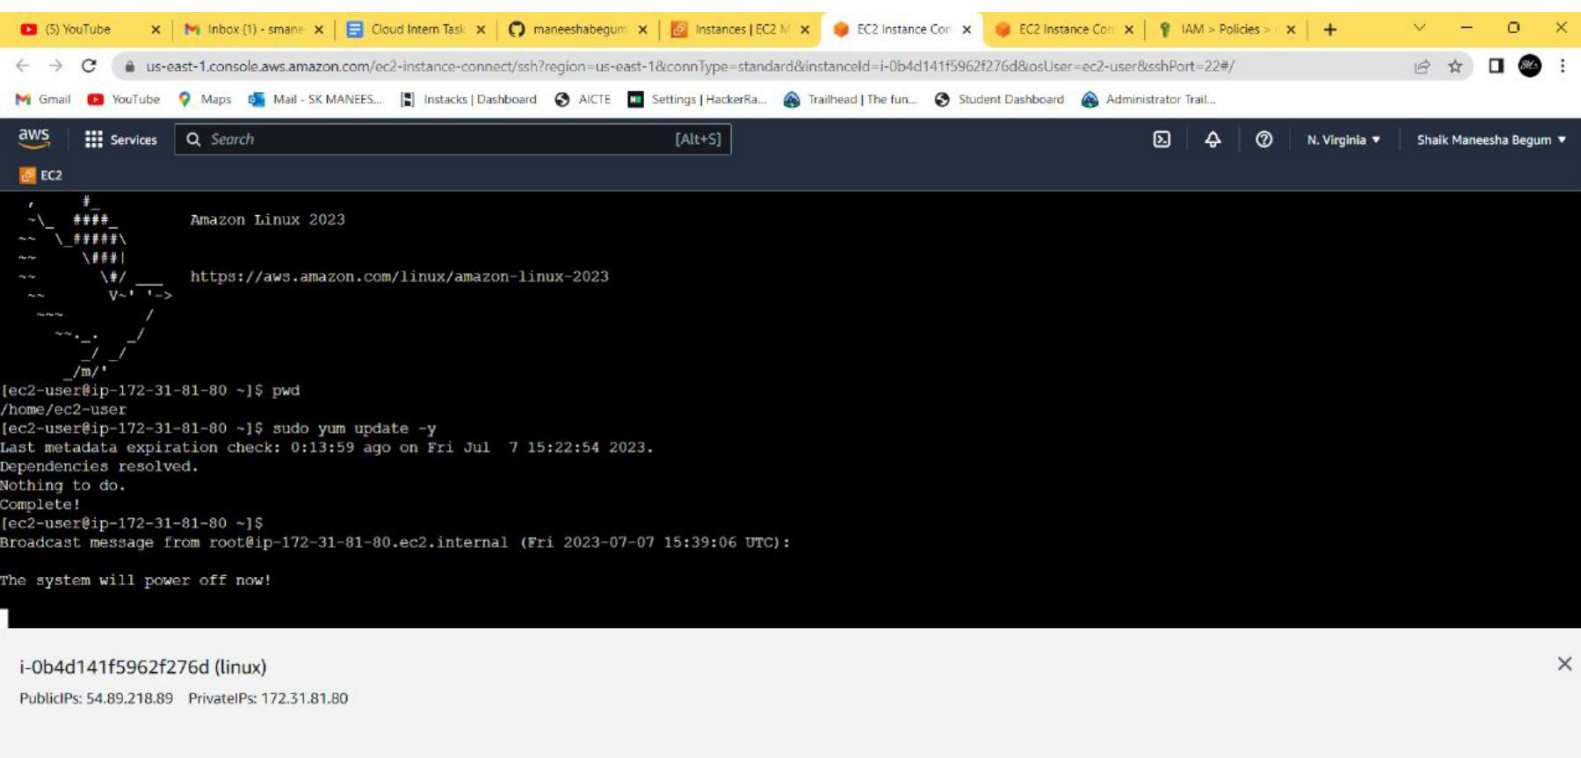 (5) YouTube
Inbox (1) - smane
Cloud Intern Task
maneeshabegum
Instances | EC2 M
EC2 Instance Con
EC2 Instance Con
IAM > Policies >
us-east-1.console.aws.amazon.com/ec2-instance-connect/ssh?region=us-east-1&connType=standard&instanceId=i-0b4d141f5962f276d&osUser=ec2-user&sshPort=22#/
Gmail YouTube Maps Mail - SK MANEES... Instacks | Dashboard AICTE Settings | HackerRa... Trailhead | The fun... Student Dashboard Administrator Trail...
aws Services Search [Alt+S] N. Virginia Shaik Maneesha Begum
EC2
   ,     #_
   ~\_  ####_        Amazon Linux 2023
  ~~  \_#####\
  ~~     \###|
  ~~       \#/ ___   https://aws.amazon.com/linux/amazon-linux-2023
   ~~       V~' '->
    ~~~         /
      ~~._.   _/
         _/ _/
       _/m/'
[ec2-user@ip-172-31-81-80 ~]$ pwd
/home/ec2-user
[ec2-user@ip-172-31-81-80 ~]$ sudo yum update -y
Last metadata expiration check: 0:13:59 ago on Fri Jul  7 15:22:54 2023.
Dependencies resolved.
Nothing to do.
Complete!
[ec2-user@ip-172-31-81-80 ~]$
Broadcast message from root@ip-172-31-81-80.ec2.internal (Fri 2023-07-07 15:39:06 UTC):
The system will power off now!
i-0b4d141f5962f276d (linux)
PublicIPs: 54.89.218.89 PrivateIPs: 172.31.81.80